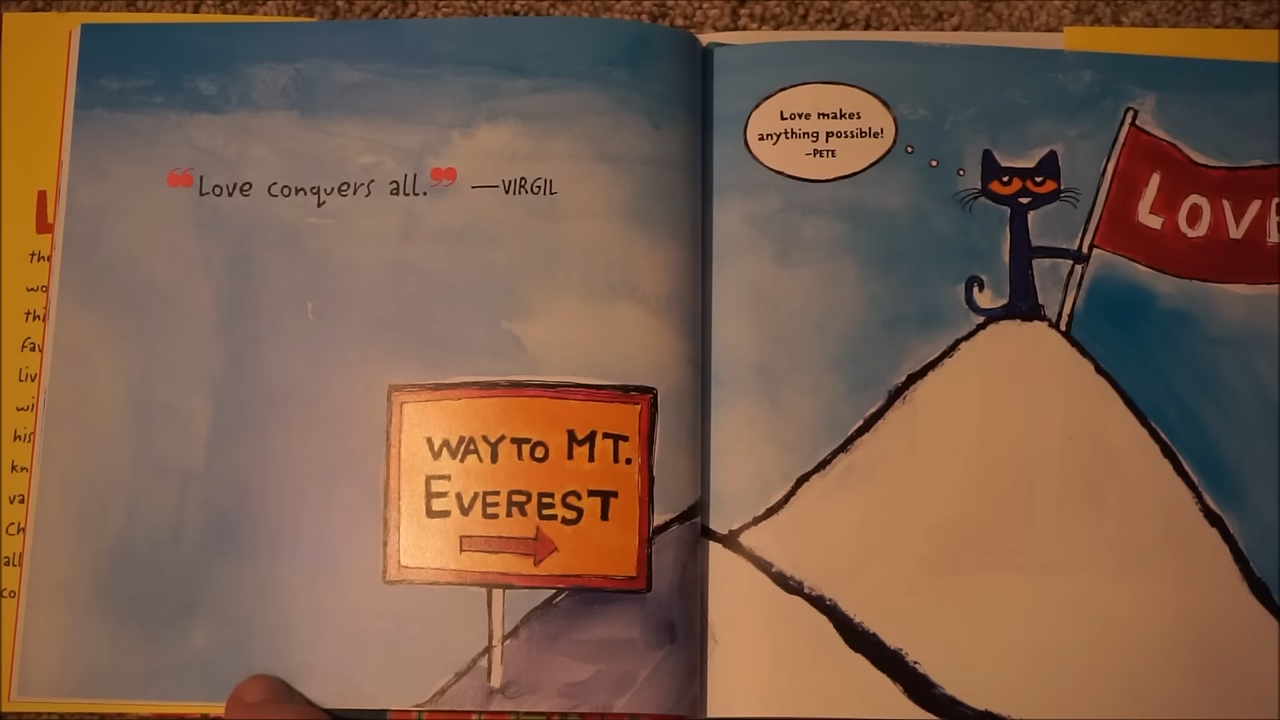 “Love conquers all.” —VIRGIL
WAY TO MT.
EVEREST
Love makes
anything possible!
–PETE
LOVE